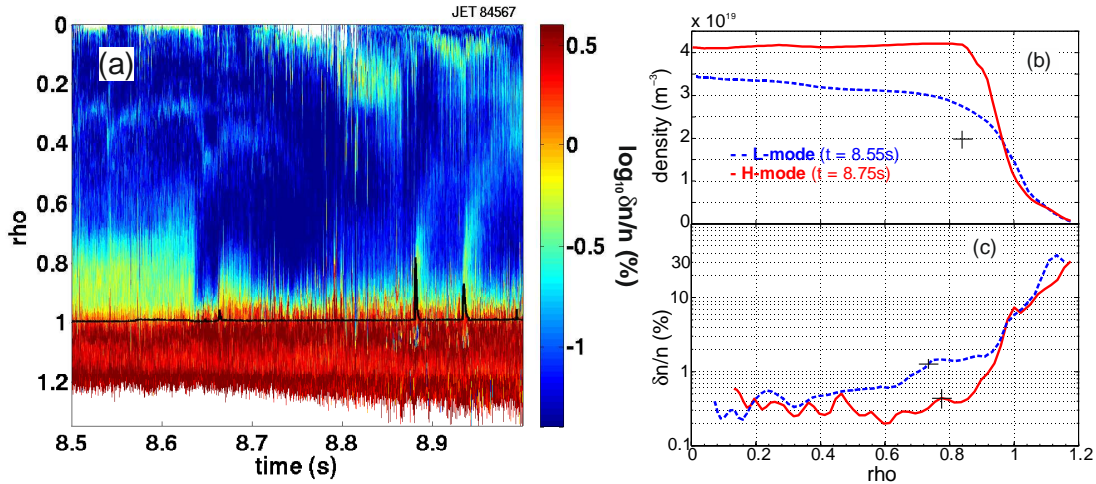 JET 84567
(a)
0
0.2
0.4
0.6
0.8
1
1.2
rho
8.5
8.6
8.7
8.8
8.9
time (s)
0.5
0
-0.5
-1
log₁₀ δn/n (%)
x 10¹⁹
(b)
4
3
2
1
0
density (m⁻³)
L-mode (t = 8.55s)
- H-mode (t = 8.75s)
(c)
30
10
1
0.1
δn/n (%)
0
0.2
0.4
0.6
0.8
1
1.2
rho